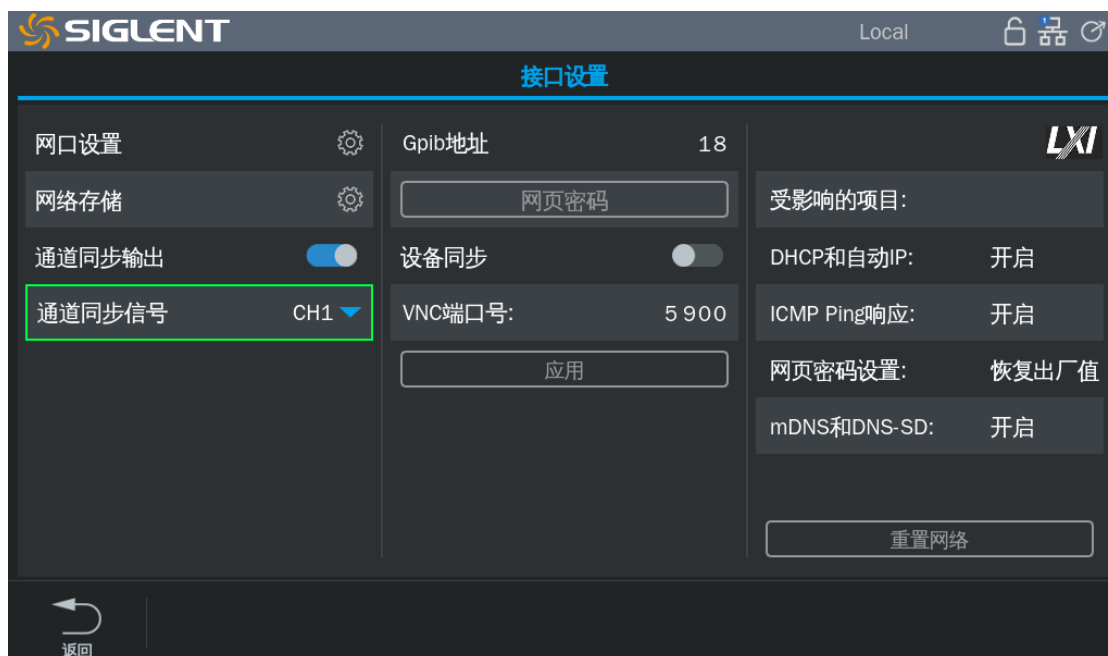 SIGLENT
Local
1
接口设置
网口设置
网络存储
通道同步输出
通道同步信号 CH1
Gpib地址 18
网页密码
设备同步
VNC端口号: 5900
应用
LXI
受影响的项目:
DHCP和自动IP: 开启
ICMP Ping响应: 开启
网页密码设置: 恢复出厂值
mDNS和DNS-SD: 开启
重置网络
返回